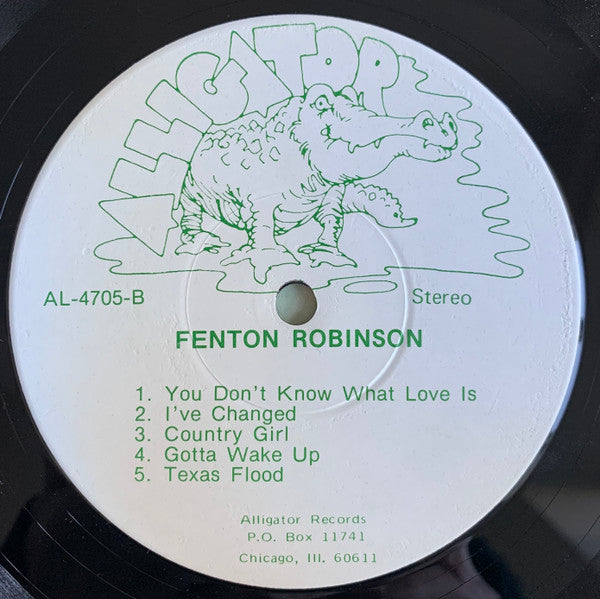 ALLIGATOR
AL-4705-B
Stereo
FENTON ROBINSON
1. You Don't Know What Love Is
2. I've Changed
3. Country Girl
4. Gotta Wake Up
5. Texas Flood
Alligator Records
P.O. Box 11741
Chicago, Ill. 60611